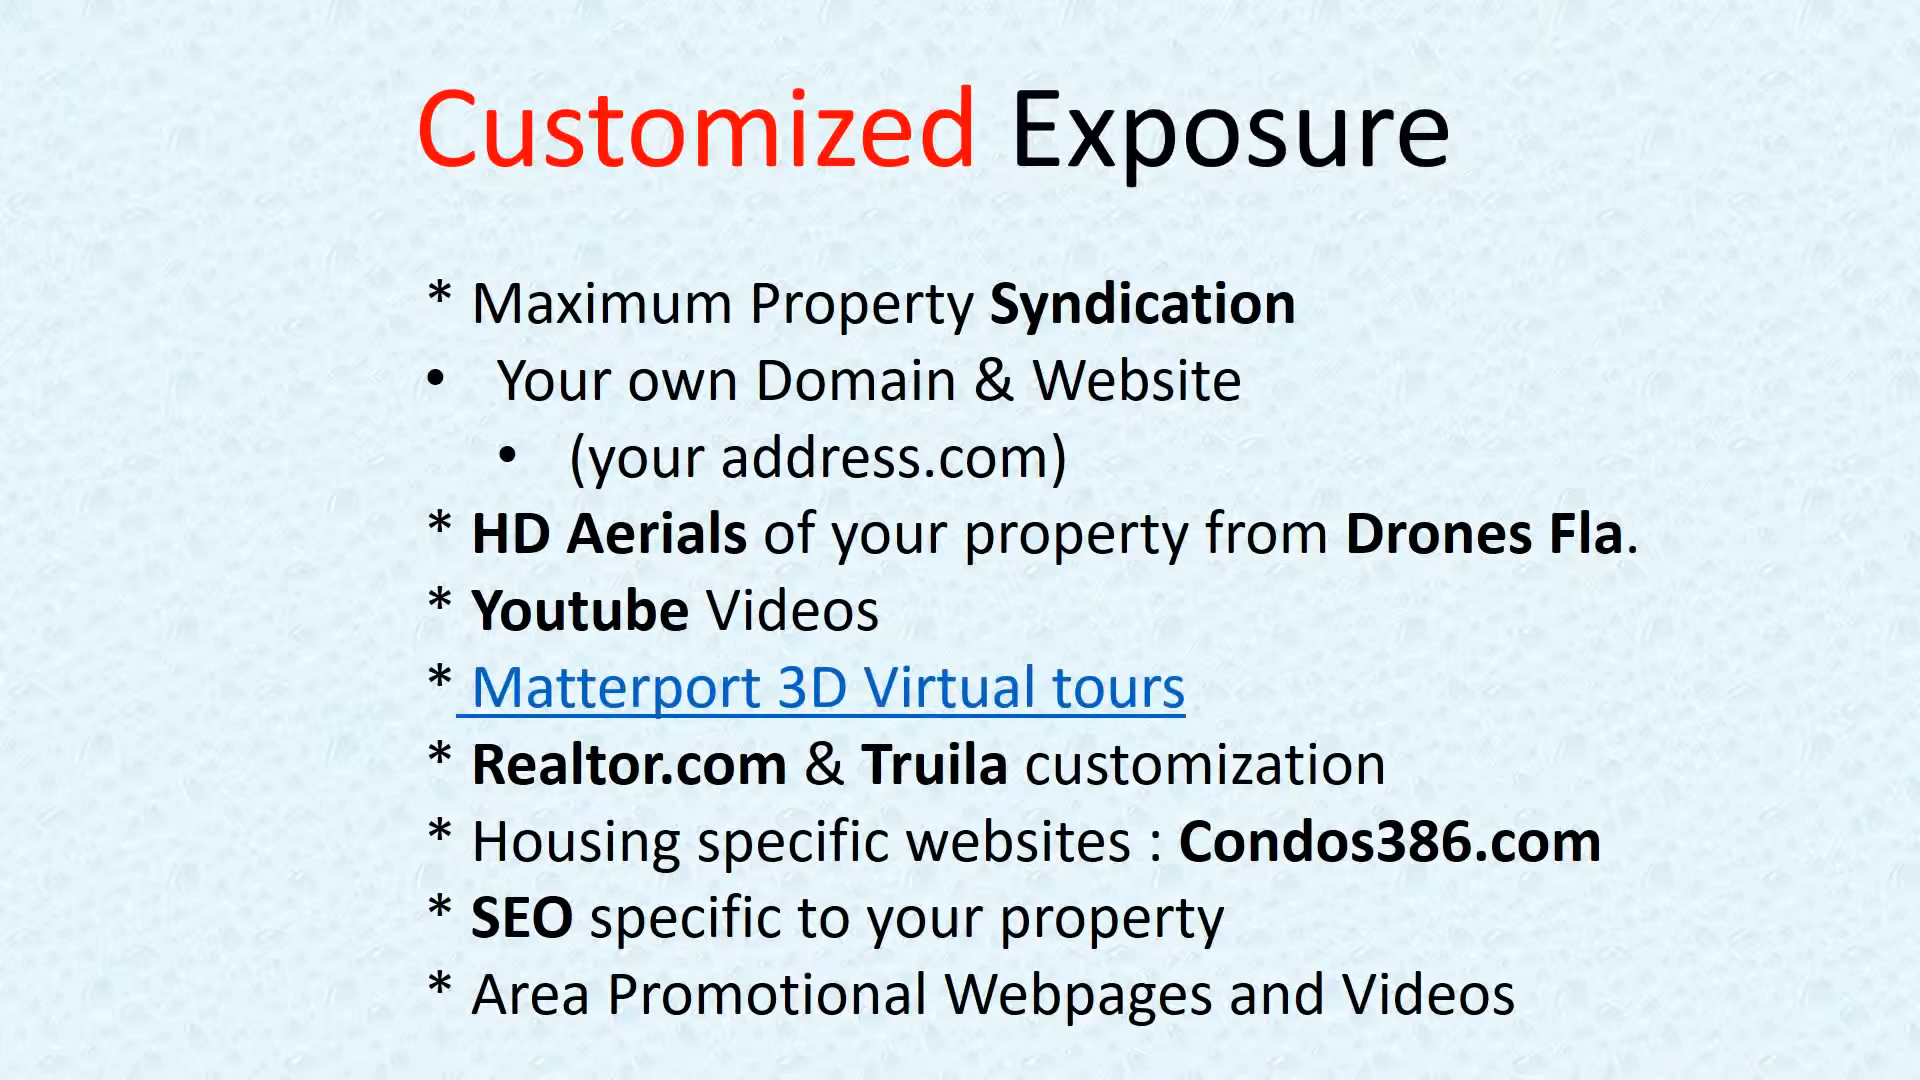 Customized Exposure
* Maximum Property Syndication
• Your own Domain & Website
• (your address.com)
* HD Aerials of your property from Drones Fla.
* Youtube Videos
* Matterport 3D Virtual tours
* Realtor.com & Truila customization
* Housing specific websites : Condos386.com
* SEO specific to your property
* Area Promotional Webpages and Videos